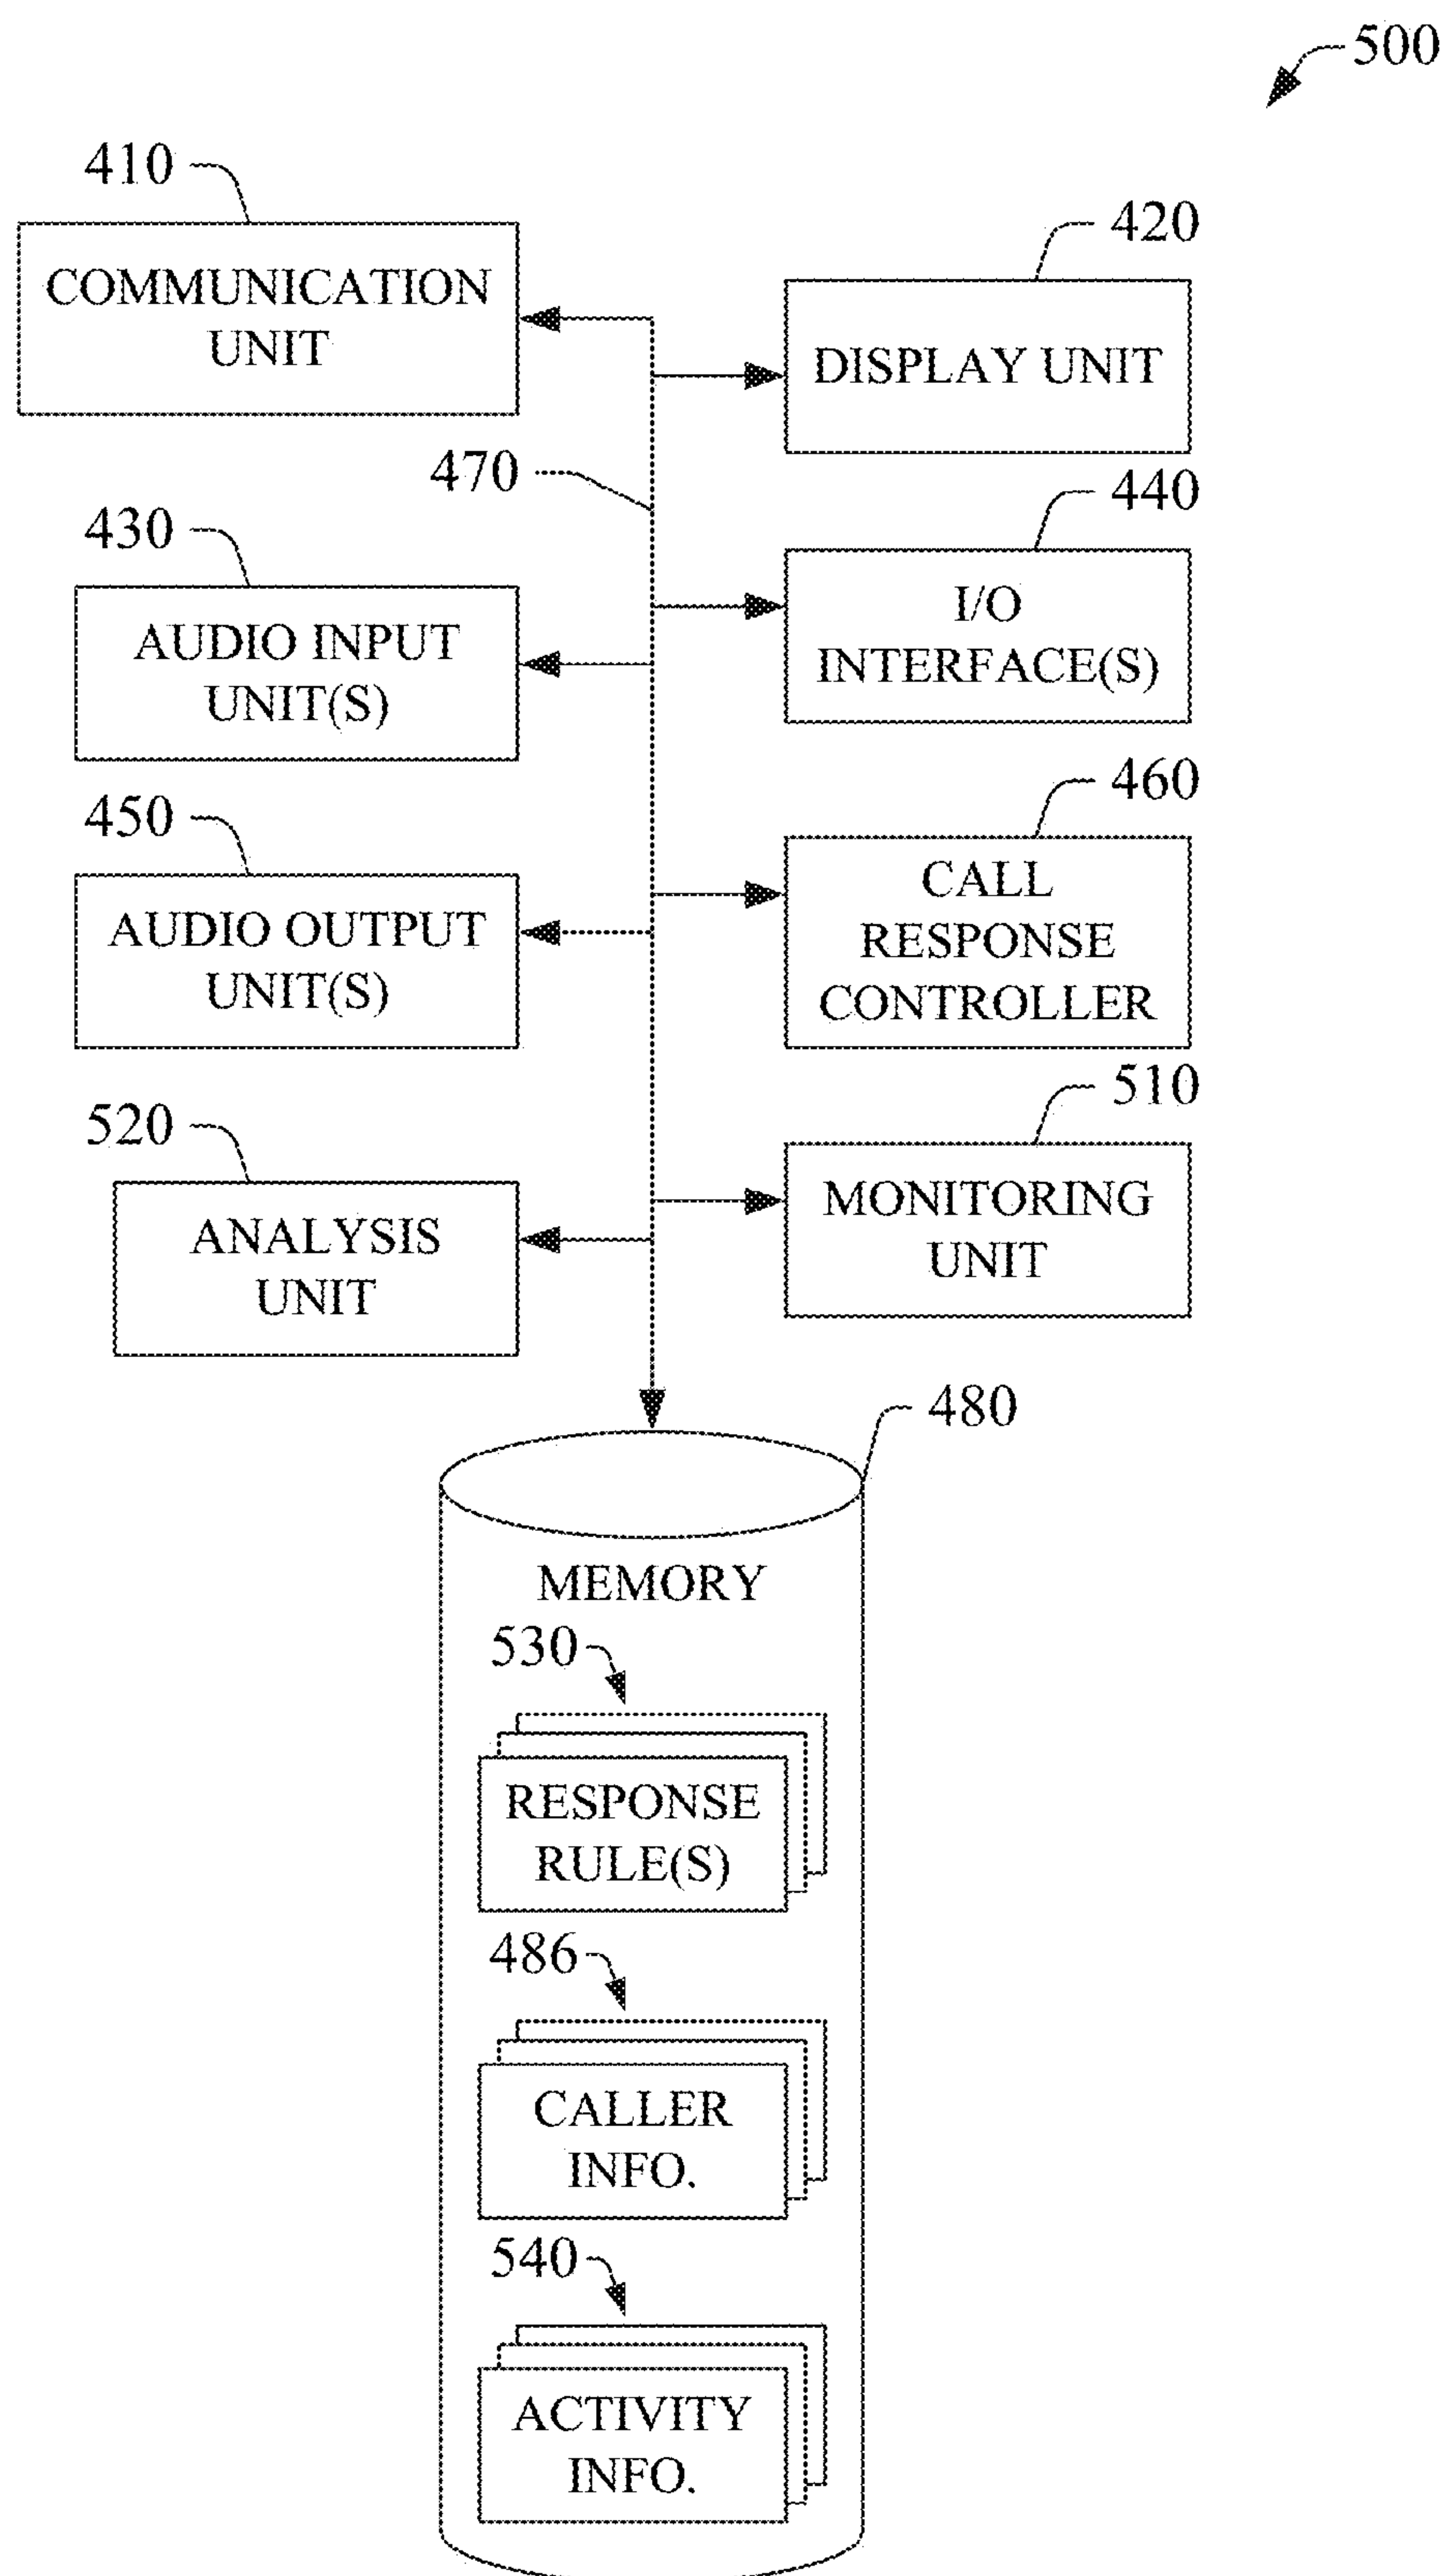 500
410
COMMUNICATION
UNIT
420
DISPLAY UNIT
470
430
AUDIO INPUT
UNIT(S)
440
I/O
INTERFACE(S)
450
AUDIO OUTPUT
UNIT(S)
460
CALL
RESPONSE
CONTROLLER
520
ANALYSIS
UNIT
510
MONITORING
UNIT
480
MEMORY
530
RESPONSE
RULE(S)
486
CALLER
INFO.
540
ACTIVITY
INFO.